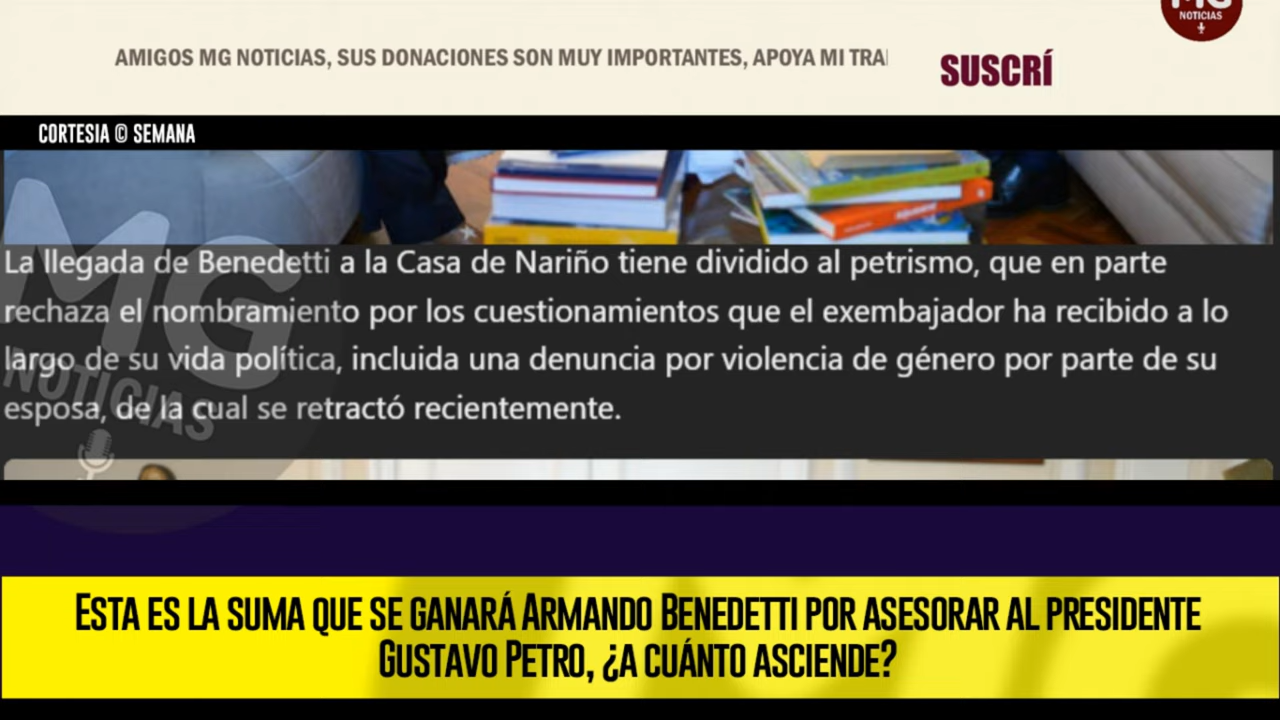 MG
NOTICIAS
AMIGOS MG NOTICIAS, SUS DONACIONES SON MUY IMPORTANTES, APOYA MI TRA
SUSCRÍ
CORTESIA © SEMANA
La llegada de Benedetti a la Casa de Nariño tiene dividido al petrismo, que en parte
rechaza el nombramiento por los cuestionamientos que el exembajador ha recibido a lo
largo de su vida política, incluida una denuncia por violencia de género por parte de su
esposa, de la cual se retractó recientemente.
MG
NOTICIAS
ESTA ES LA SUMA QUE SE GANARÁ ARMANDO BENEDETTI POR ASESORAR AL PRESIDENTE
GUSTAVO PETRO, ¿A CUÁNTO ASCIENDE?